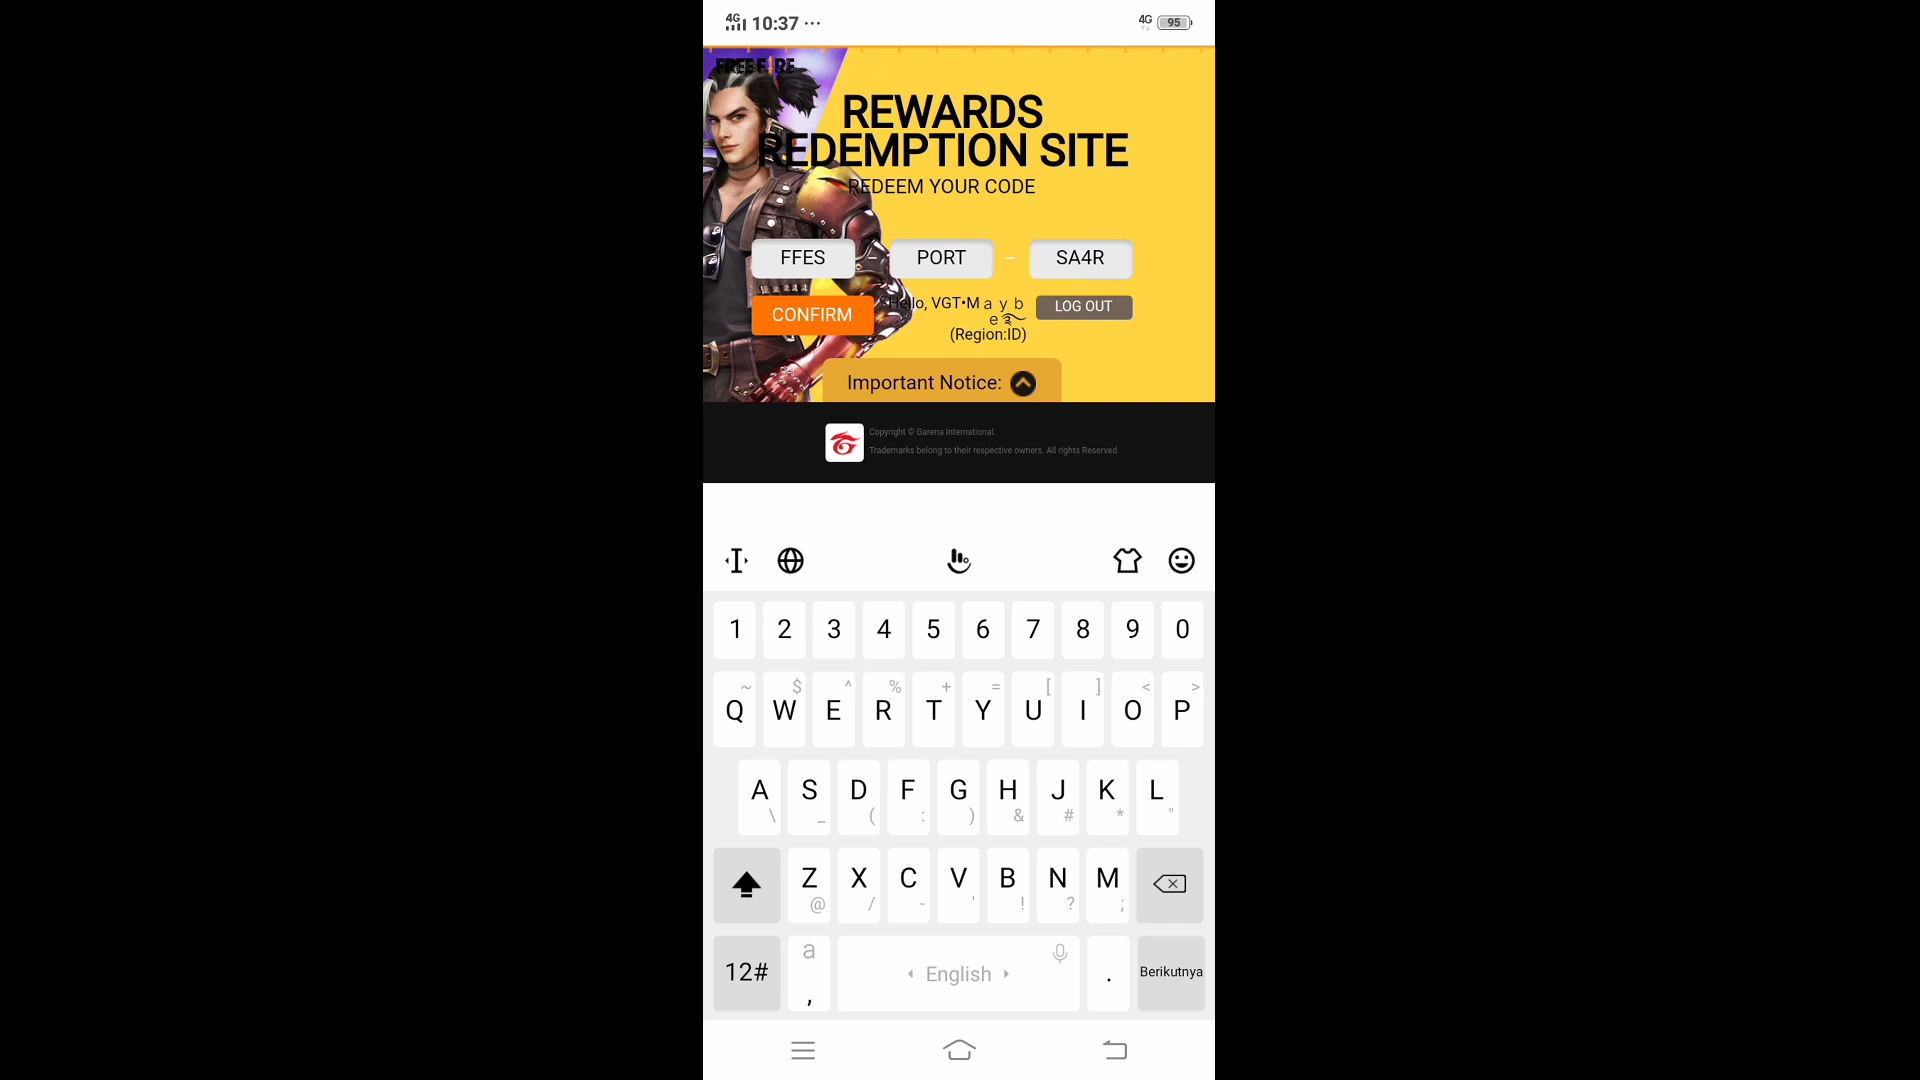 4G 10:37 ... 4G 95
FREE FIRE
REWARDS
REDEMPTION SITE
REDEEM YOUR CODE
FFES - PORT - SA4R
CONFIRM
Hello, VGT•M a y b
e
(Region:ID)
LOG OUT
Important Notice:
Copyright © Garena International.
Trademarks belong to their respective owners. All rights Reserved.
1 2 3 4 5 6 7 8 9 0
~ $ ^ % + = [ ] < >
Q W E R T Y U I O P
A S D F G H J K L
\ _ ( : ) & # * "
Z X C V B N M
@ / - ' ! ? ;
12# a , English . Berikutnya